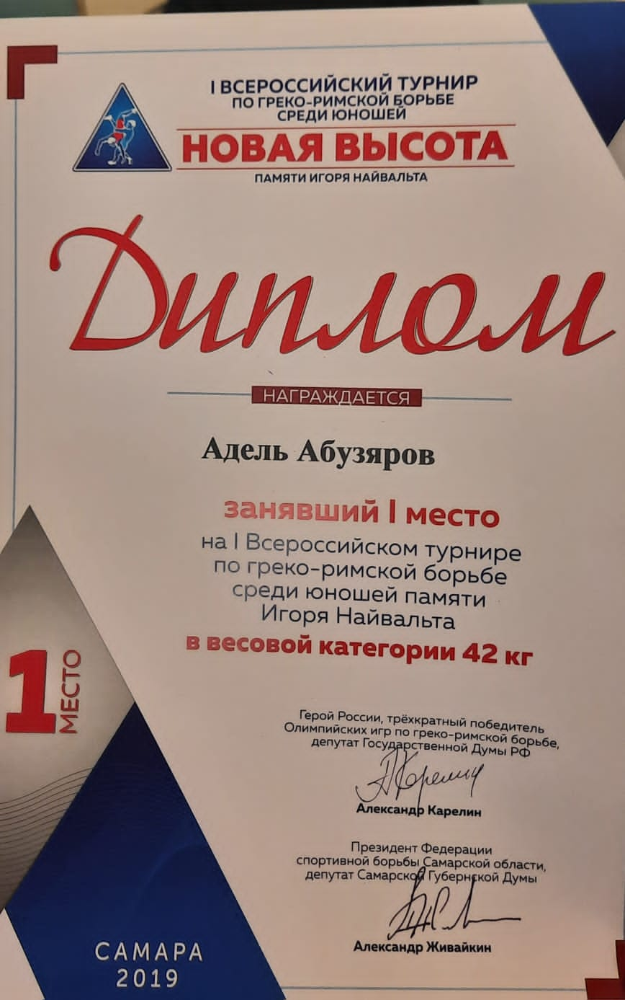 I ВСЕРОССИЙСКИЙ ТУРНИР
ПО ГРЕКО-РИМСКОЙ БОРЬБЕ
СРЕДИ ЮНОШЕЙ
НОВАЯ ВЫСОТА
ПАМЯТИ ИГОРЯ НАЙВАЛЬТА
Диплом
НАГРАЖДАЕТСЯ
Адель Абузяров
занявший I место
на I Всероссийском турнире
по греко-римской борьбе
среди юношей памяти
Игоря Найвальта
в весовой категории 42 кг
1 МЕСТО
Герой России, трёхкратный победитель
Олимпийских игр по греко-римской борьбе,
депутат Государственной Думы РФ
АКарелин
Александр Карелин
Президент Федерации
спортивной борьбы Самарской области,
депутат Самарской Губернской Думы
Александр Живайкин
САМАРА
2019